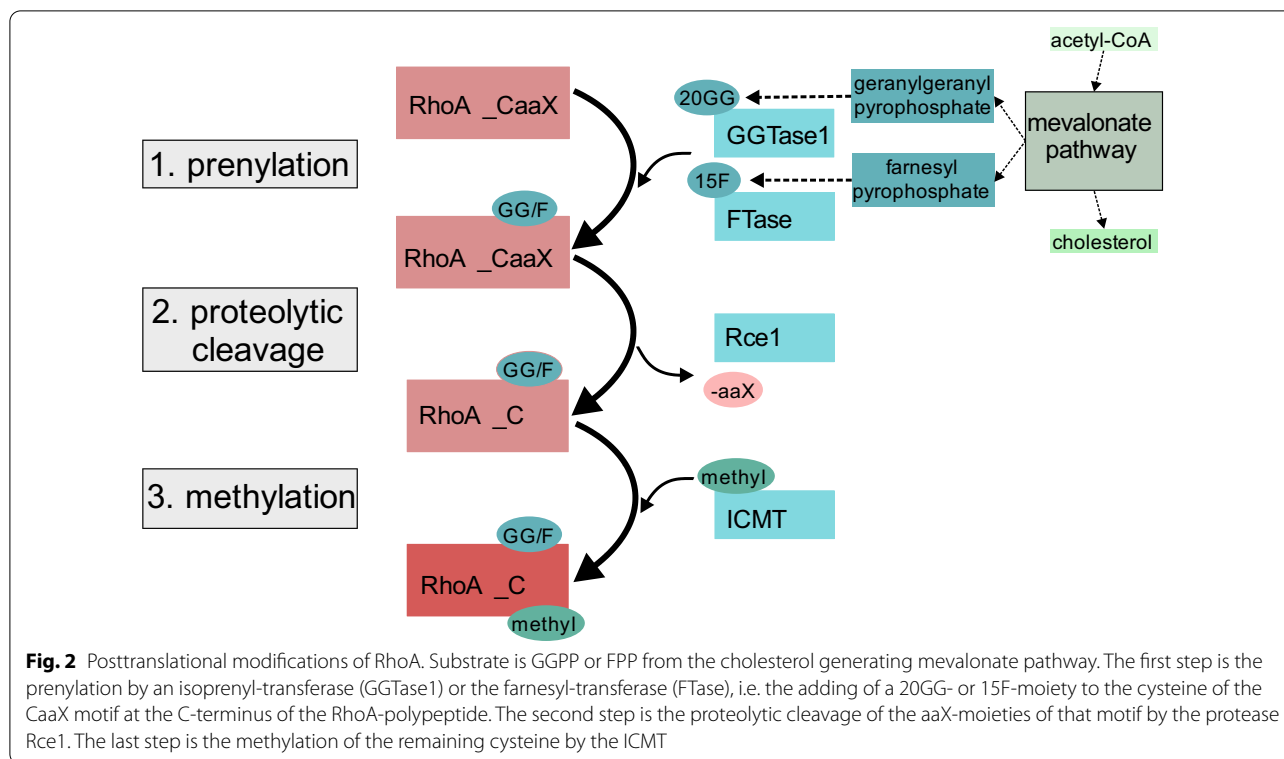 acetyl-CoA
RhoA _CaaX
20GG
geranylgeranyl
pyrophosphate
GGTase1
mevalonate
pathway
1. prenylation
15F
farnesyl
pyrophosphate
FTase
GG/F
RhoA _CaaX
cholesterol
2. proteolytic
cleavage
Rce1
GG/F
-aaX
RhoA _C
3. methylation
methyl
ICMT
GG/F
RhoA _C
methyl
Fig. 2 Posttranslational modifications of RhoA. Substrate is GGPP or FPP from the cholesterol generating mevalonate pathway. The first step is the
prenylation by an isoprenyl-transferase (GGTase1) or the farnesyl-transferase (FTase), i.e. the adding of a 20GG- or 15F-moiety to the cysteine of the
CaaX motif at the C-terminus of the RhoA-polypeptide. The second step is the proteolytic cleavage of the aaX-moieties of that motif by the protease
Rce1. The last step is the methylation of the remaining cysteine by the ICMT